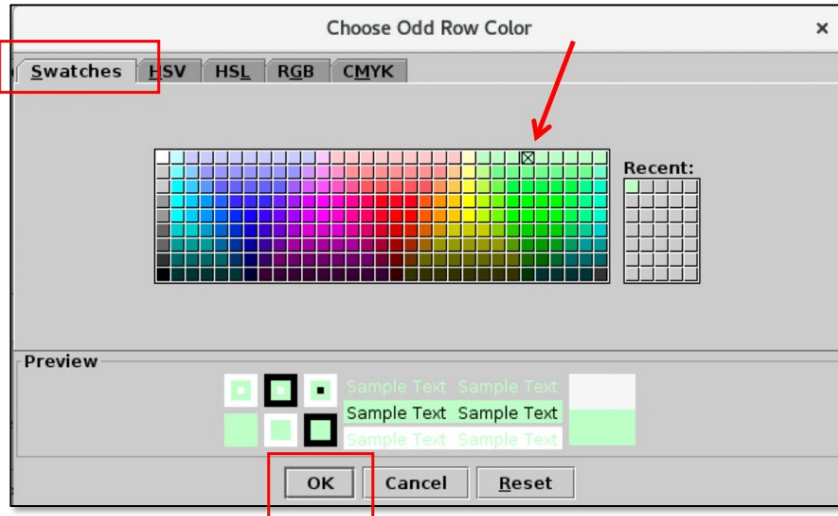 Choose Odd Row Color x
Swatches HSV HSL RGB CMYK
Recent:
Preview
Sample Text Sample Text
Sample Text Sample Text
Sample Text Sample Text
OK Cancel Reset